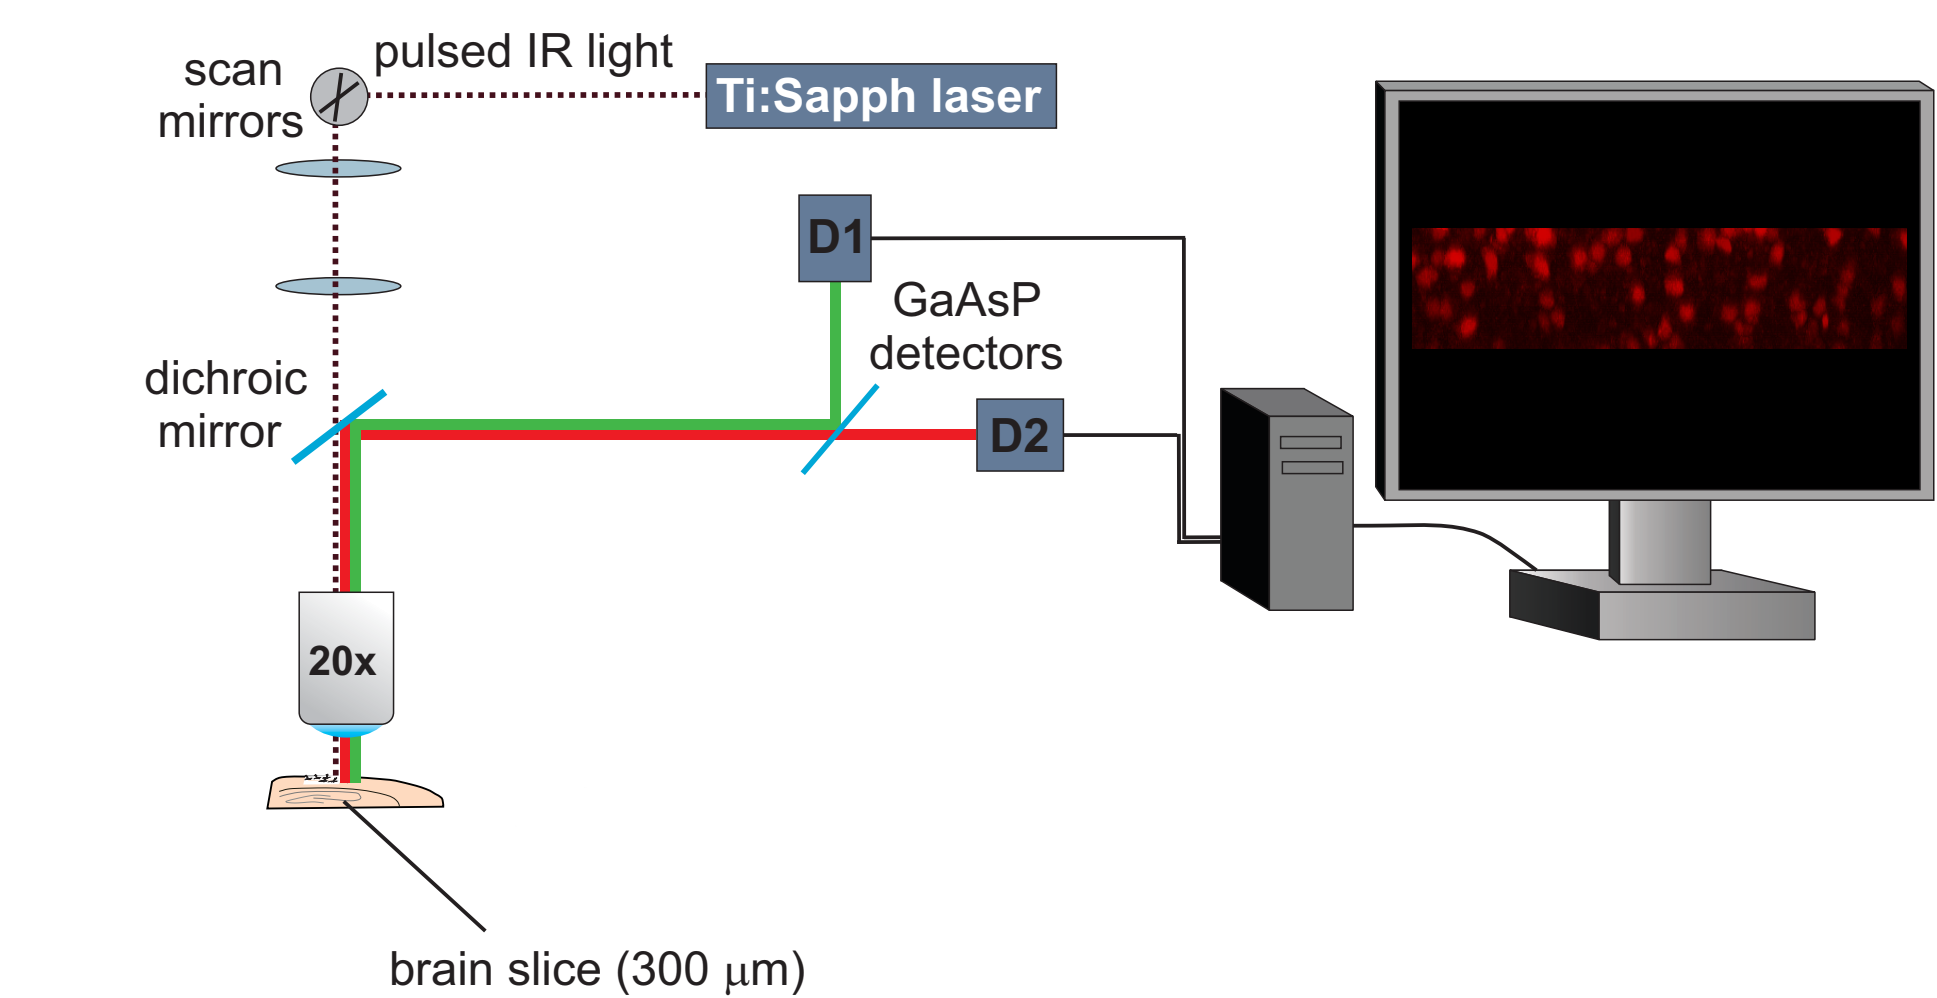 scan
mirrors
pulsed IR light
Ti:Sapph laser
D1
GaAsP
detectors
dichroic
mirror
D2
20x
brain slice (300 μm)